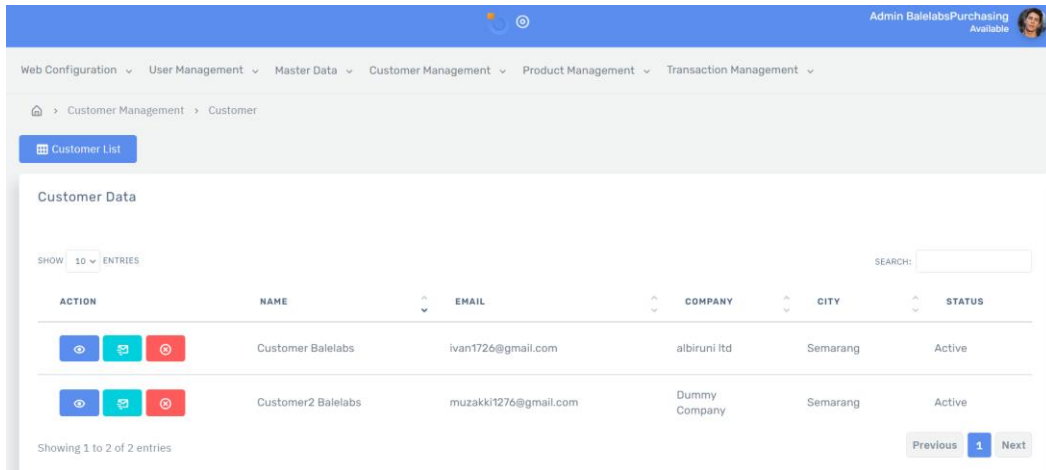 Admin BalelabsPurchasing
Available
Web Configuration User Management Master Data Customer Management Product Management Transaction Management
> Customer Management > Customer
Customer List
Customer Data
SHOW 10 ENTRIES SEARCH:
ACTION NAME EMAIL COMPANY CITY STATUS
Customer Balelabs ivan1726@gmail.com albiruni ltd Semarang Active
Customer2 Balelabs muzakki1276@gmail.com Dummy Company Semarang Active
Showing 1 to 2 of 2 entries Previous 1 Next